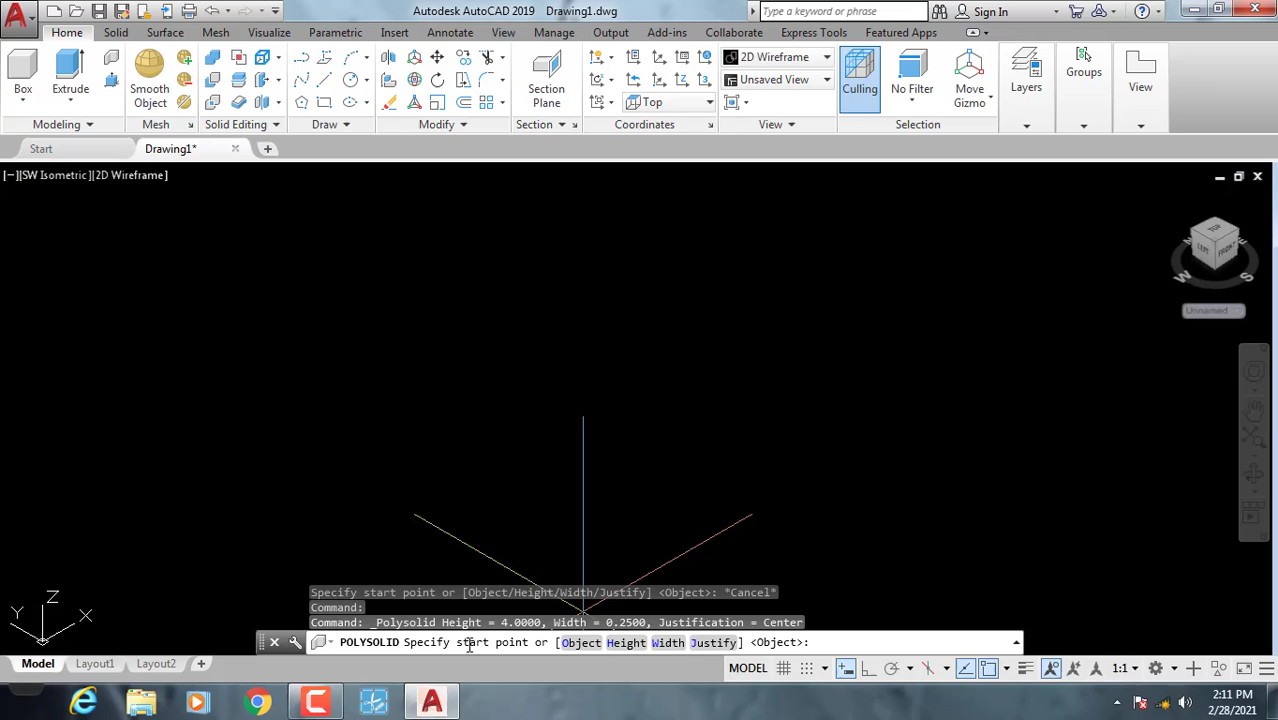 Autodesk AutoCAD 2019 Drawing1.dwg
Type a keyword or phrase
Sign In
Home Solid Surface Mesh Visualize Parametric Insert Annotate View Manage Output Add-ins Collaborate Express Tools Featured Apps
Box Extrude Smooth Object Section Plane 2D Wireframe Unsaved View Top Culling No Filter Move Gizmo Groups Layers View
Modeling Mesh Solid Editing Draw Modify Section Coordinates View Selection
Start Drawing1*
[−][SW Isometric][2D Wireframe]
TOP
LEFT FRONT
W S
Unnamed
Specify start point or [Object/Height/Width/Justify] <Object>: *Cancel*
Command:
Command: _Polysolid Height = 4.0000, Width = 0.2500, Justification = Center
POLYSOLID Specify start point or [Object Height Width Justify] <Object>:
Z
Y X
Model Layout1 Layout2
MODEL 1:1
2:11 PM
2/28/2021